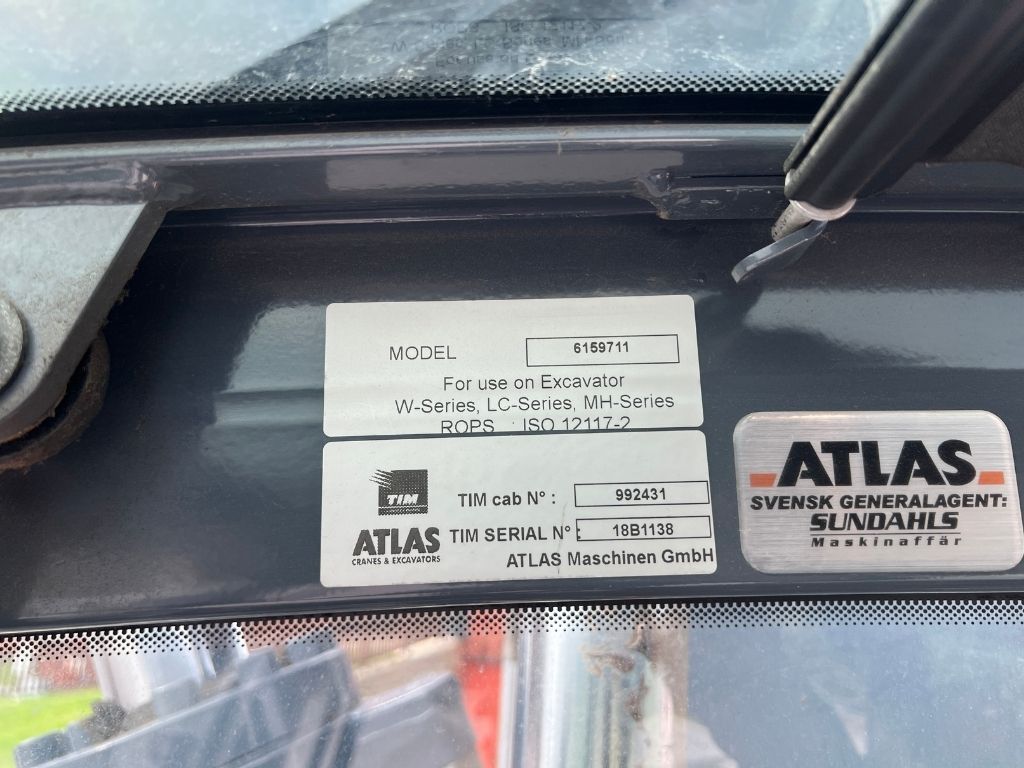 MODEL 6159711
For use on Excavator
W-Series, LC-Series, MH-Series
ROPS : ISO 12117-2
TIM
TIM cab N° : 992431
ATLAS
CRANES & EXCAVATORS
TIM SERIAL N° : 18B1138
ATLAS Maschinen GmbH
ATLAS
SVENSK GENERALAGENT:
SUNDAHLS
Maskinaffär